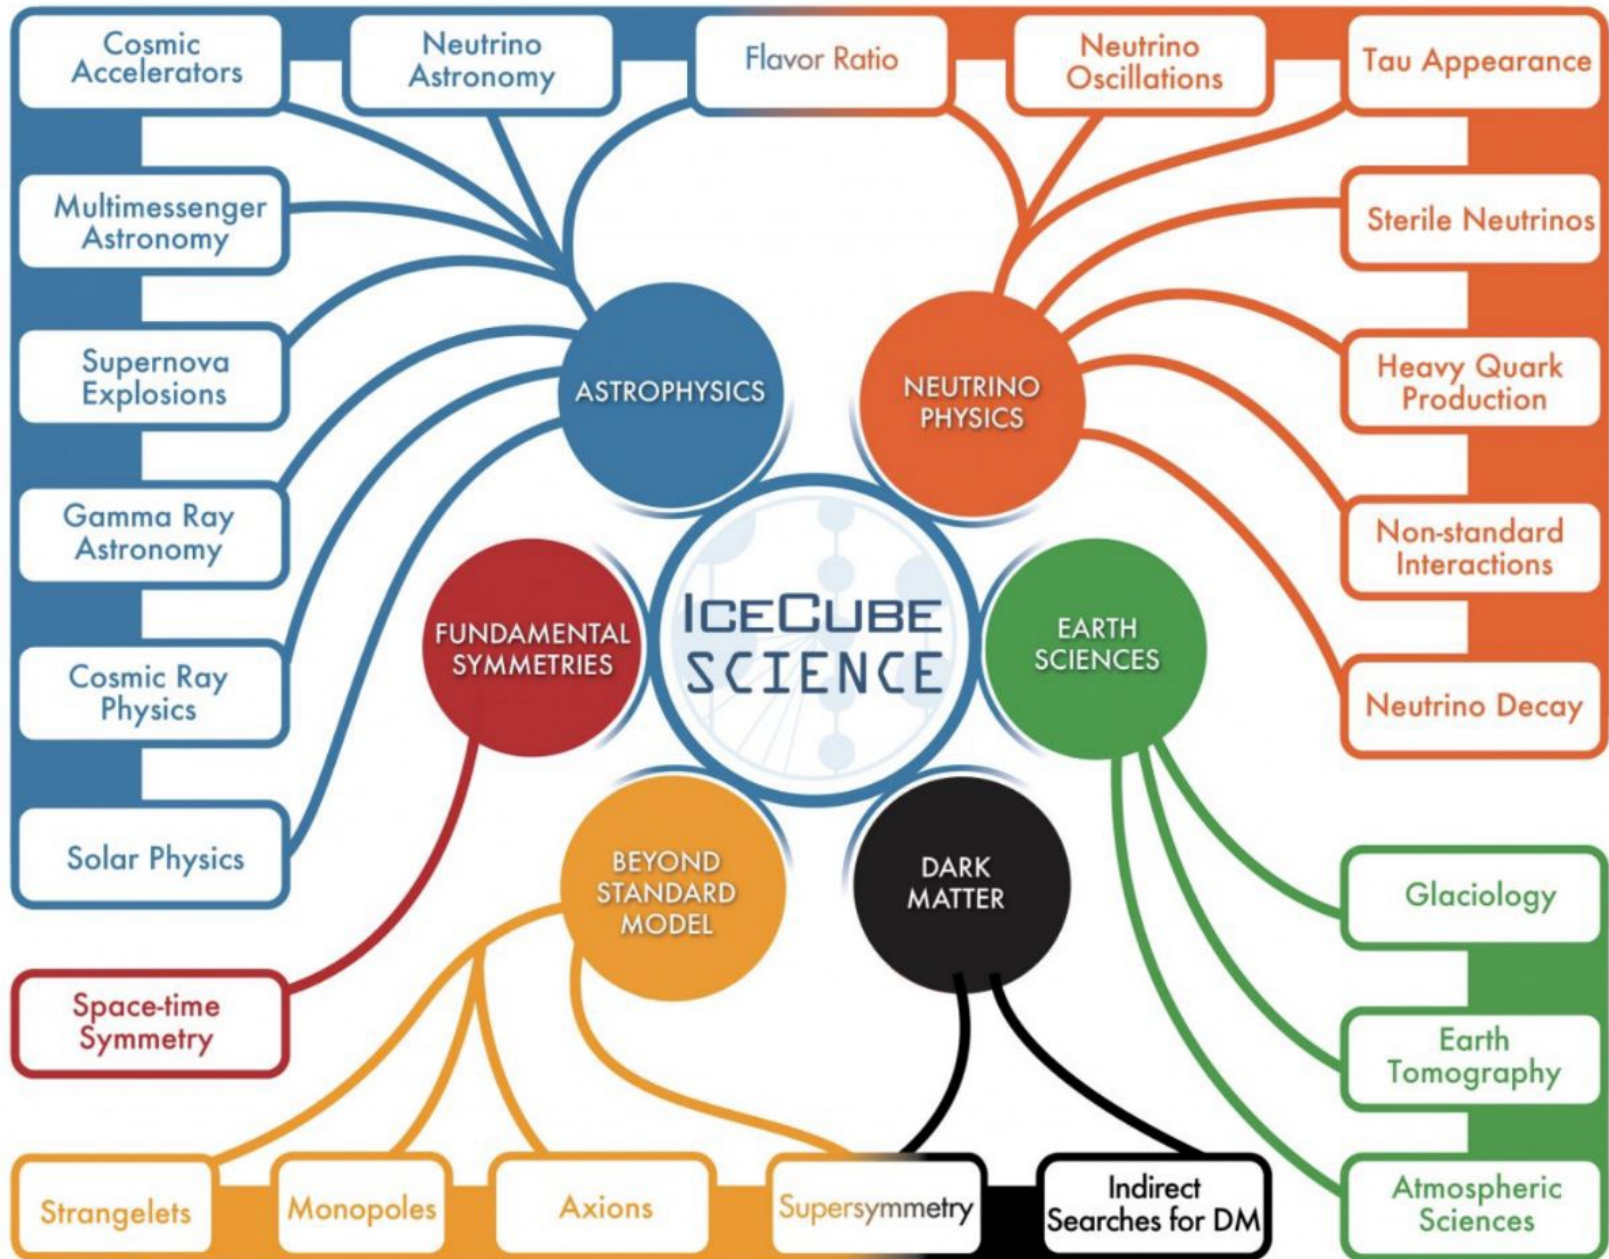 Cosmic
Accelerators
Neutrino
Astronomy
Flavor Ratio
Neutrino
Oscillations
Tau Appearance
Multimessenger
Astronomy
Sterile Neutrinos
Supernova
Explosions
ASTROPHYSICS
NEUTRINO
PHYSICS
Heavy Quark
Production
Gamma Ray
Astronomy
Non-standard
Interactions
FUNDAMENTAL
SYMMETRIES
ICECUBE
SCIENCE
EARTH
SCIENCES
Cosmic Ray
Physics
Neutrino Decay
Solar Physics
BEYOND
STANDARD
MODEL
DARK
MATTER
Glaciology
Space-time
Symmetry
Earth
Tomography
Strangelets
Monopoles
Axions
Supersymmetry
Indirect
Searches for DM
Atmospheric
Sciences